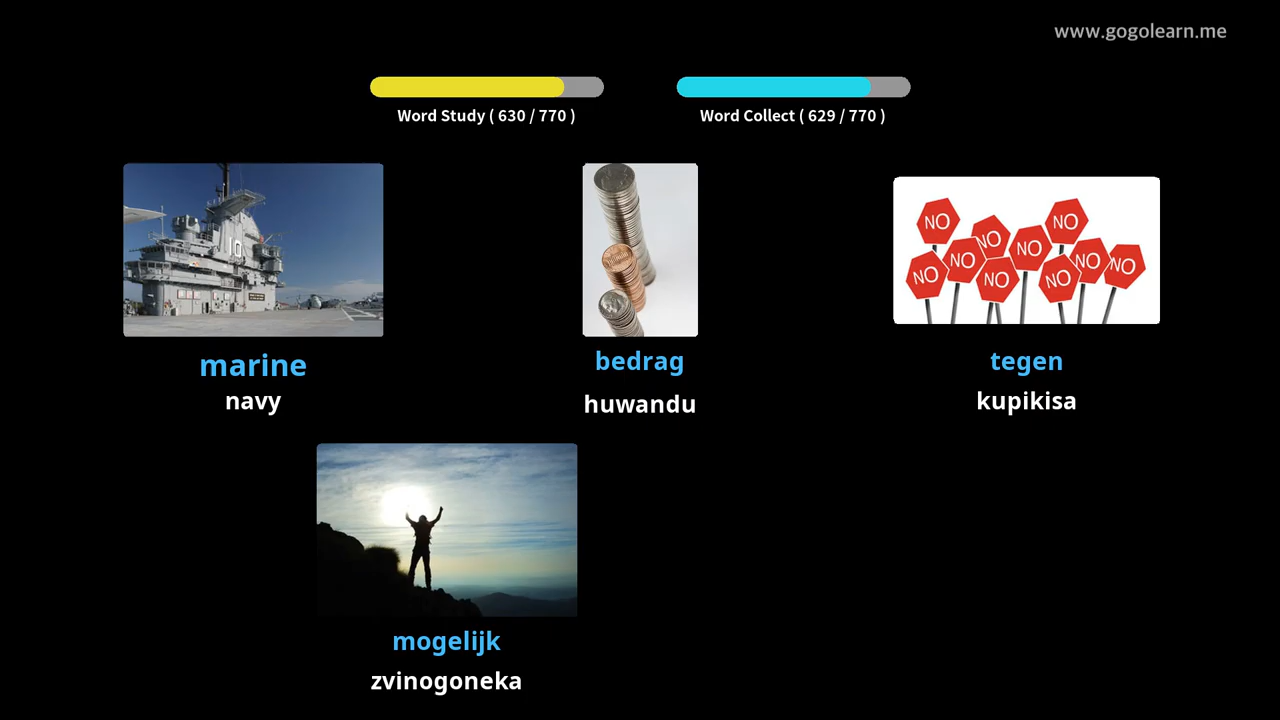 www.gogolearn.me
Word Study ( 630 / 770 )
Word Collect ( 629 / 770 )
10
NO
NO
NO
NO
NO
NO
NO
NO
NO
NO
marine
navy
bedrag
huwandu
tegen
kupikisa
mogelijk
zvinogoneka